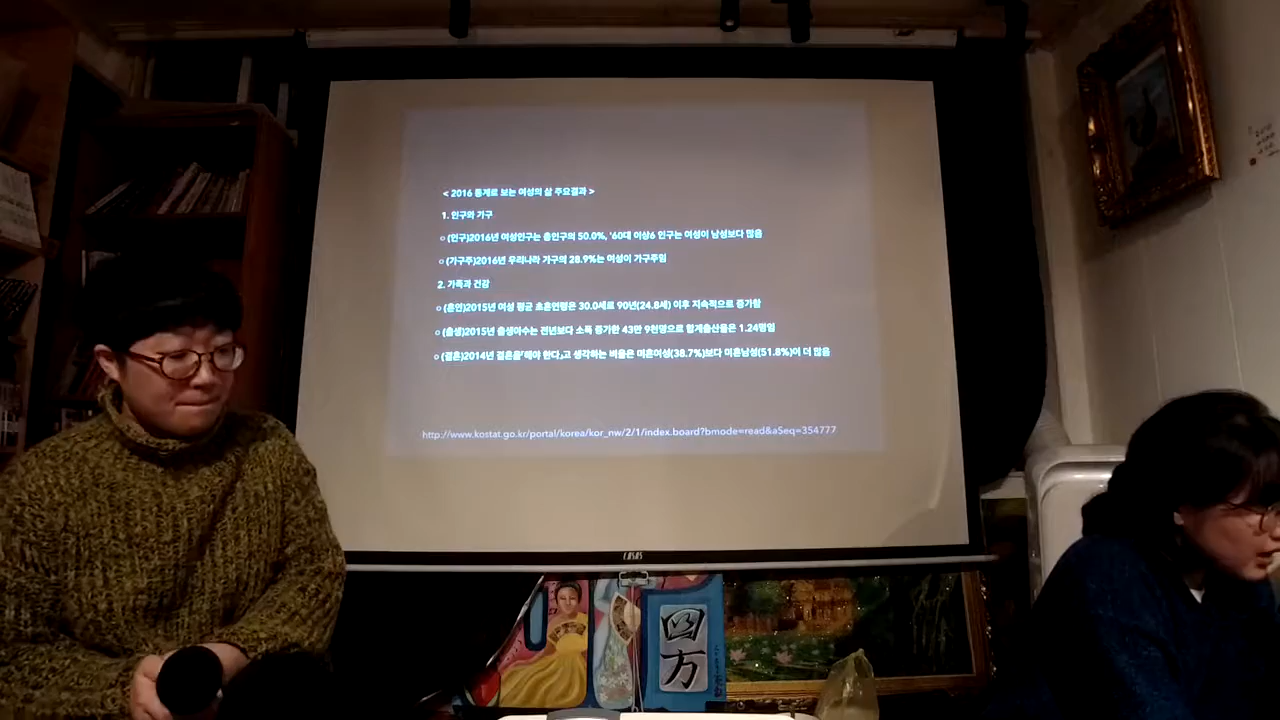 < 2016 통계로 보는 여성의 삶 주요결과 >
1. 인구와 가구
○ (인구)2016년 여성인구는 총인구의 50.0%, '60대 이상6 인구는 여성이 남성보다 많음
○ (가구주)2016년 우리나라 가구의 28.9%는 여성이 가구주임
2. 가족과 건강
○ (혼인)2015년 여성 평균 초혼연령은 30.0세로 90년(24.8세) 이후 지속적으로 증가함
○ (출생)2015년 출생아수는 전년보다 소폭 증가한 43만 9천명으로 합계출산율은 1.24명임
○ (결혼)2014년 결혼을「해야 한다」고 생각하는 비율은 미혼여성(38.7%)보다 미혼남성(51.8%)이 더 많음
http://www.kostat.go.kr/portal/korea/kor_nw/2/1/index.board?bmode=read&aSeq=354777
四
方